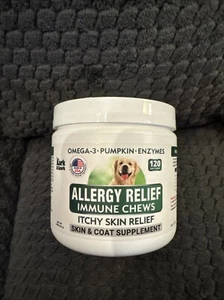 OMEGA-3 • PUMPKIN • ENZYMES
120
ALLERGY RELIEF
IMMUNE CHEWS
ITCHY SKIN RELIEF
SKIN & COAT SUPPLEMENT